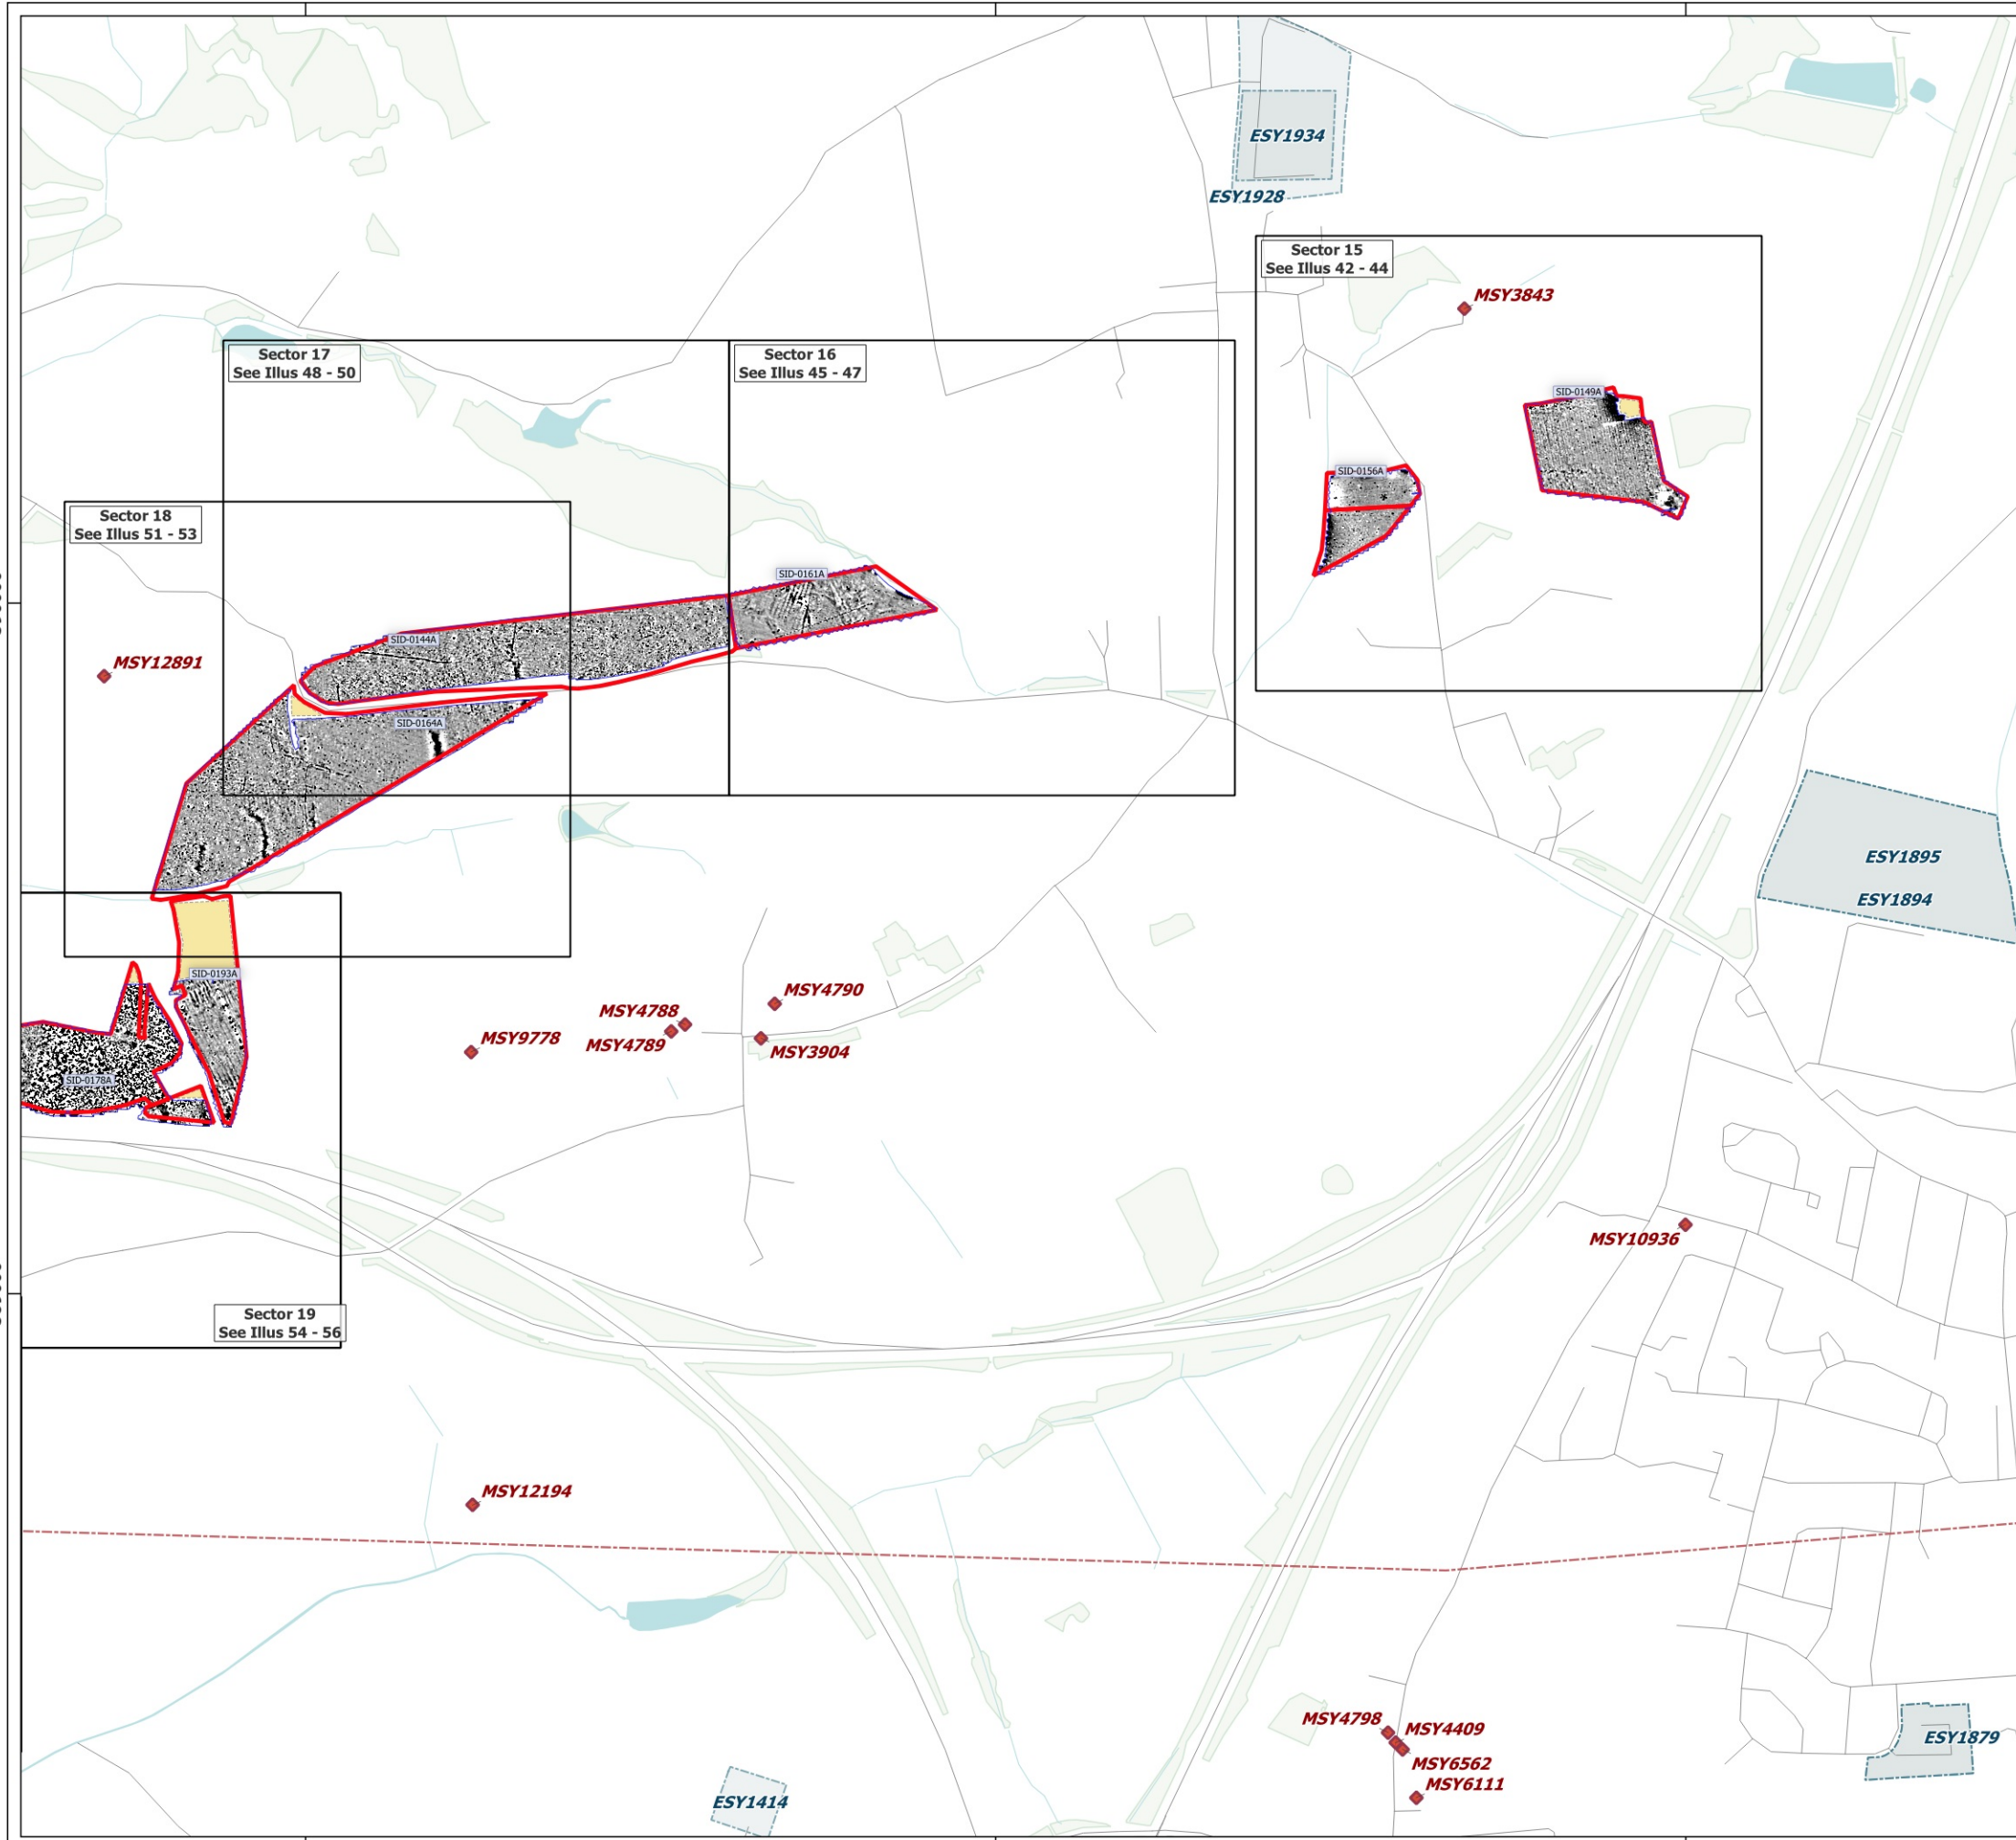 ESY1934
ESY1928
Sector 15
See Illus 42 - 44
MSY3843
Sector 17
See Illus 48 - 50
Sector 16
See Illus 45 - 47
SID-0149A
SID-0156A
Sector 18
See Illus 51 - 53
SID-0161A
SID-0144A
MSY12891
SID-0164A
ESY1895
ESY1894
SID-0193A
MSY4790
MSY4788
MSY9778
MSY4789
MSY3904
SID-0178A
MSY10936
Sector 19
See Illus 54 - 56
MSY12194
MSY4798
MSY4409
ESY1879
MSY6562
MSY6111
ESY1414